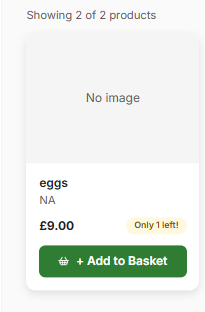 Showing 2 of 2 products
No image
eggs
NA
£9.00 Only 1 left!
+ Add to Basket